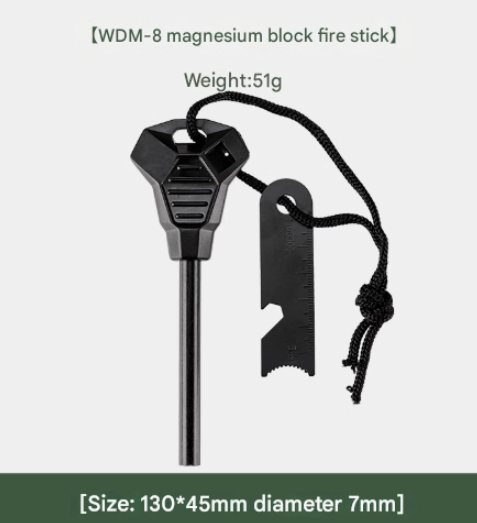 【WDM-8 magnesium block fire stick】
Weight:51g
[Size: 130*45mm diameter 7mm]